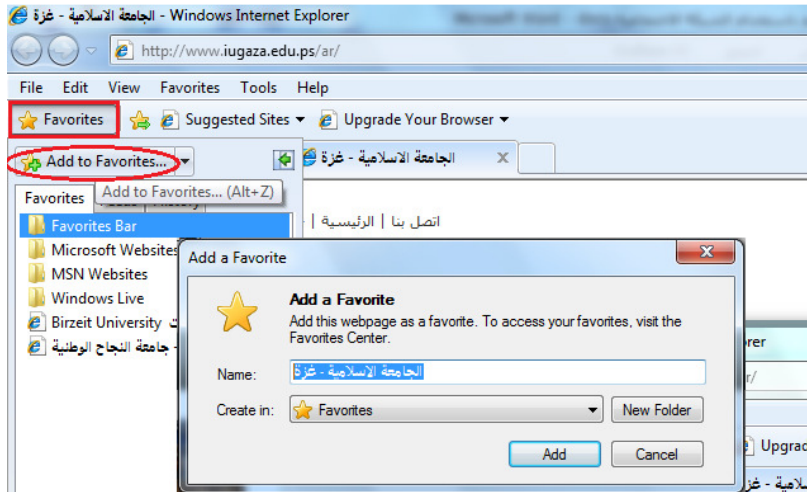 الجامعة الاسلامية - غزة - Windows Internet Explorer
http://www.iugaza.edu.ps/ar/
File Edit View Favorites Tools Help
Favorites Suggested Sites Upgrade Your Browser
Add to Favorites... الجامعة الاسلامية - غزة x
Add to Favorites... (Alt+Z)
Favorites
اتصل بنا | الرئيسية |
Favorites Bar
Microsoft Websites
MSN Websites
Windows Live
Birzeit University
جامعة النجاح الوطنية -
Add a Favorite
Add a Favorite
Add this webpage as a favorite. To access your favorites, visit the
Favorites Center.
Name: الجامعة الاسلامية - غزة
Create in: Favorites New Folder
Add Cancel